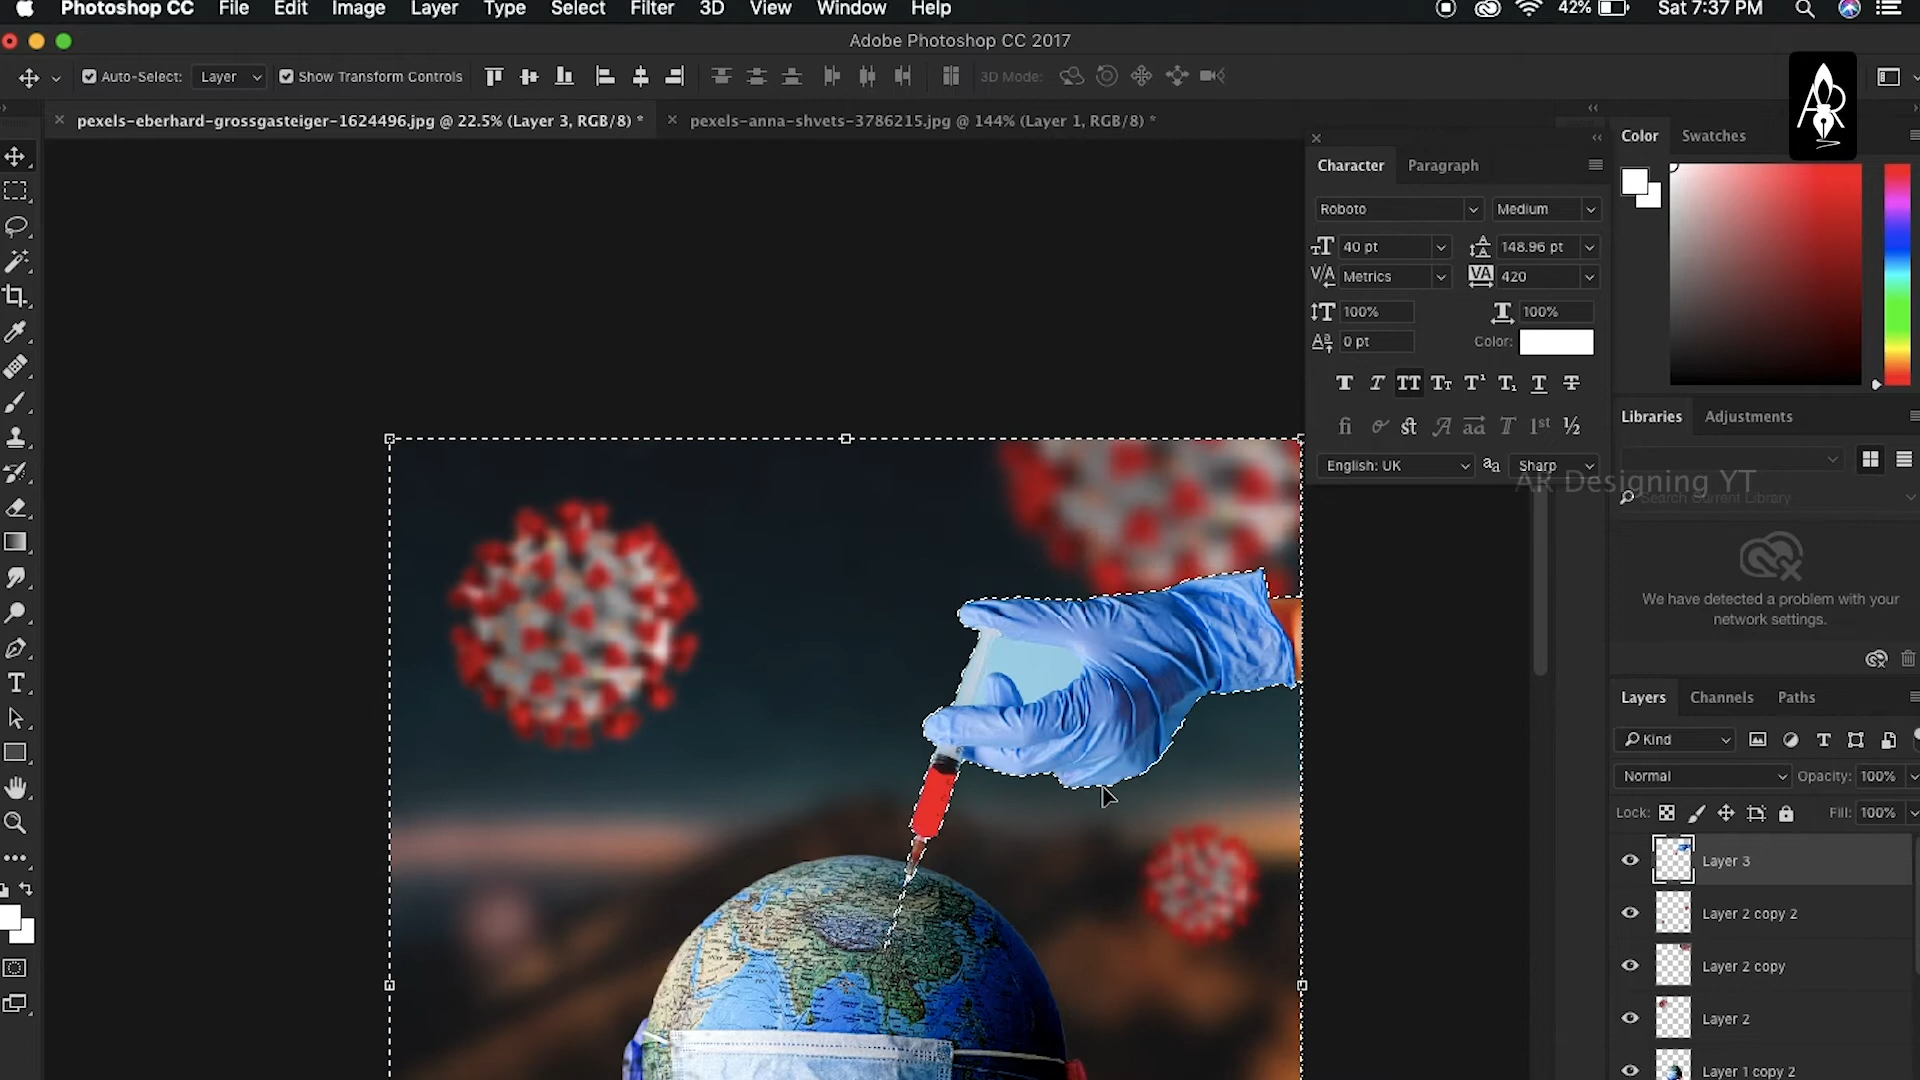 Photoshop CC File Edit Image Layer Type Select Filter 3D View Window Help 42% Sat 7:37 PM
Adobe Photoshop CC 2017
Auto-Select: Layer Show Transform Controls 3D Mode:
pexels-eberhard-grossgasteiger-1624496.jpg @ 22.5% (Layer 3, RGB/8) * pexels-anna-shvets-3786215.jpg @ 144% (Layer 1, RGB/8) *
Character Paragraph
Roboto Medium
40 pt 148.96 pt
Metrics 420
100% 100%
0 pt Color:
English: UK Sharp
Color Swatches
AR Designing YT
Libraries Adjustments
Search Current Library
We have detected a problem with your
network settings.
Layers Channels Paths
Kind
Normal Opacity: 100%
Lock: Fill: 100%
Layer 3
Layer 2 copy 2
Layer 2 copy
Layer 2
Layer 1 copy 2